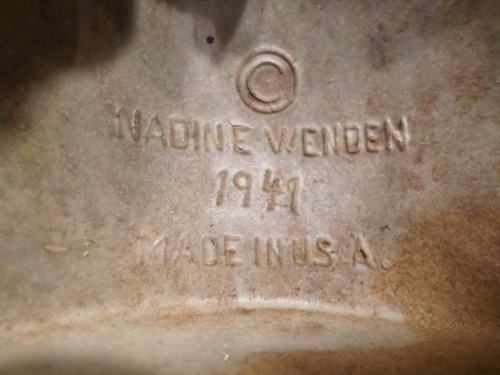 ©
NADINE WENDEN
1941
MADE IN U.S.A.